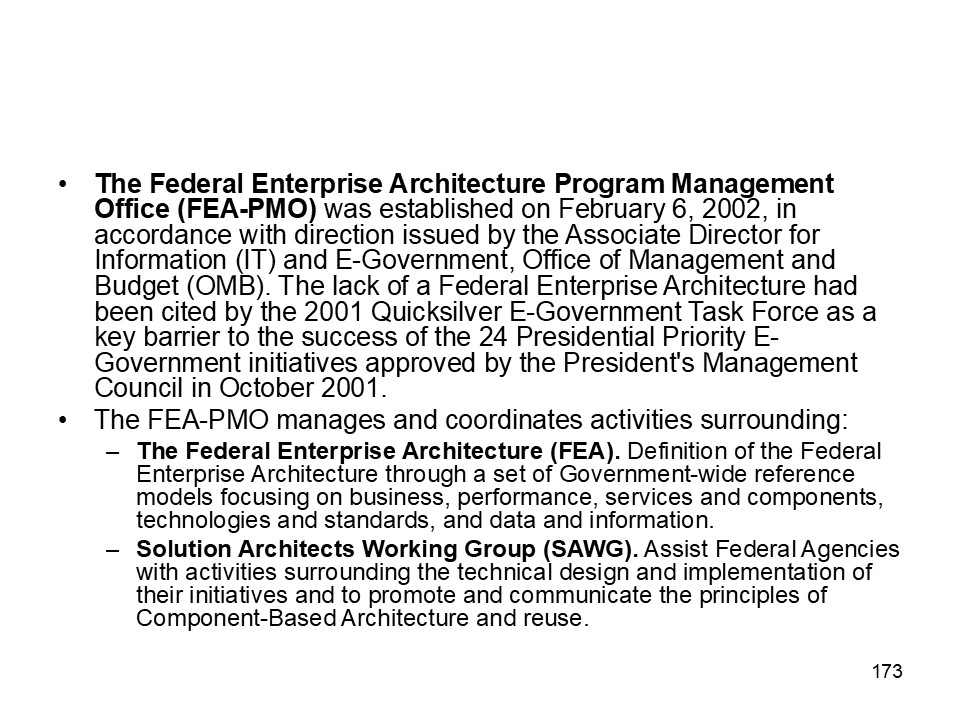 • The Federal Enterprise Architecture Program Management
Office (FEA-PMO) was established on February 6, 2002, in
accordance with direction issued by the Associate Director for
Information (IT) and E-Government, Office of Management and
Budget (OMB). The lack of a Federal Enterprise Architecture had
been cited by the 2001 Quicksilver E-Government Task Force as a
key barrier to the success of the 24 Presidential Priority E-
Government initiatives approved by the President's Management
Council in October 2001.
• The FEA-PMO manages and coordinates activities surrounding:
– The Federal Enterprise Architecture (FEA). Definition of the Federal
Enterprise Architecture through a set of Government-wide reference
models focusing on business, performance, services and components,
technologies and standards, and data and information.
– Solution Architects Working Group (SAWG). Assist Federal Agencies
with activities surrounding the technical design and implementation of
their initiatives and to promote and communicate the principles of
Component-Based Architecture and reuse.
173